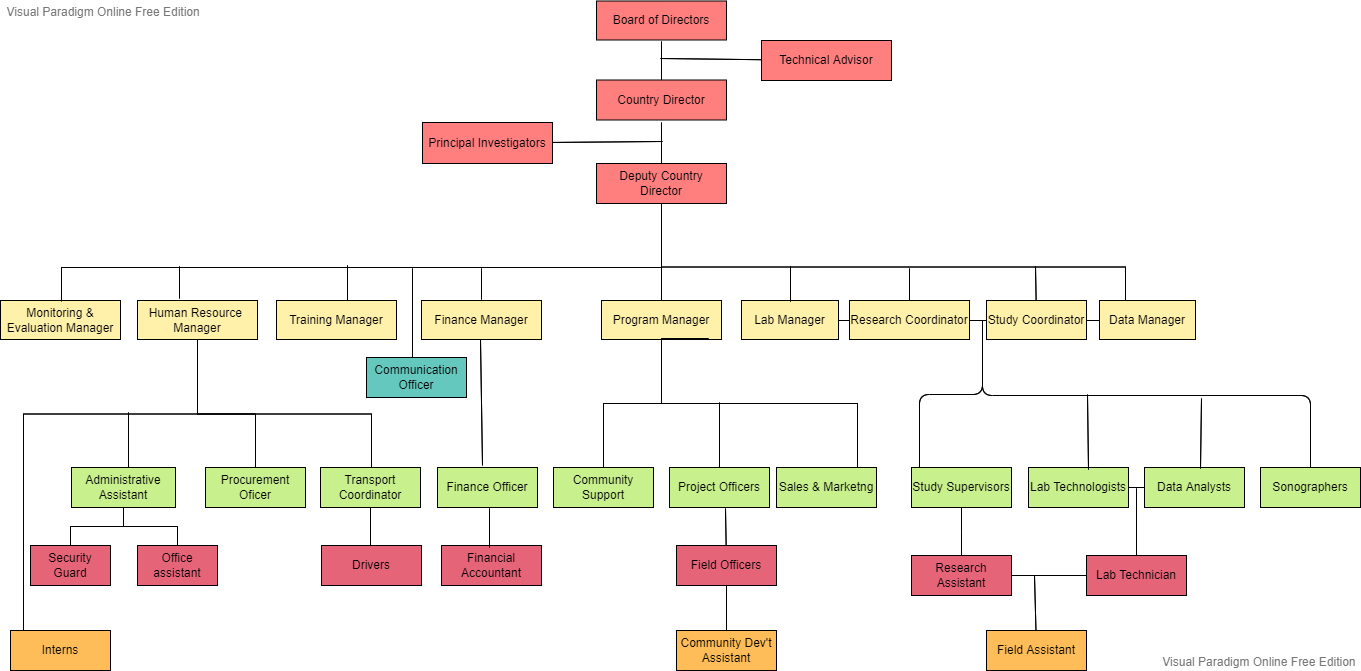 Visual Paradigm Online Free Edition
Board of Directors
Technical Advisor
Country Director
Principal Investigators
Deputy Country
Director
Monitoring &
Evaluation Manager
Human Resource
Manager
Training Manager
Finance Manager
Program Manager
Lab Manager
Research Coordinator
Study Coordinator
Data Manager
Communication
Officer
Administrative
Assistant
Procurement
Oficer
Transport
Coordinator
Finance Officer
Community
Support
Project Officers
Sales & Marketng
Study Supervisors
Lab Technologists
Data Analysts
Sonographers
Security
Guard
Office
assistant
Drivers
Financial
Accountant
Field Officers
Research
Assistant
Lab Technician
Interns
Community Dev't
Assistant
Field Assistant
Visual Paradigm Online Free Edition